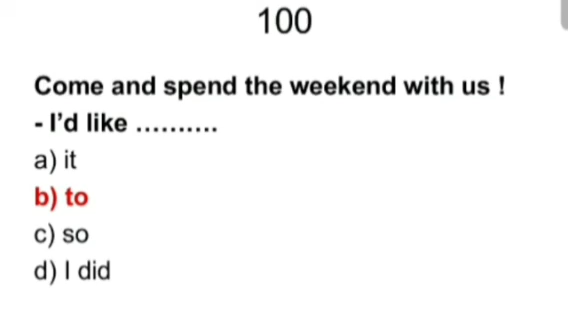 100
Come and spend the weekend with us !
- I'd like ..........
a) it
b) to
c) so
d) I did